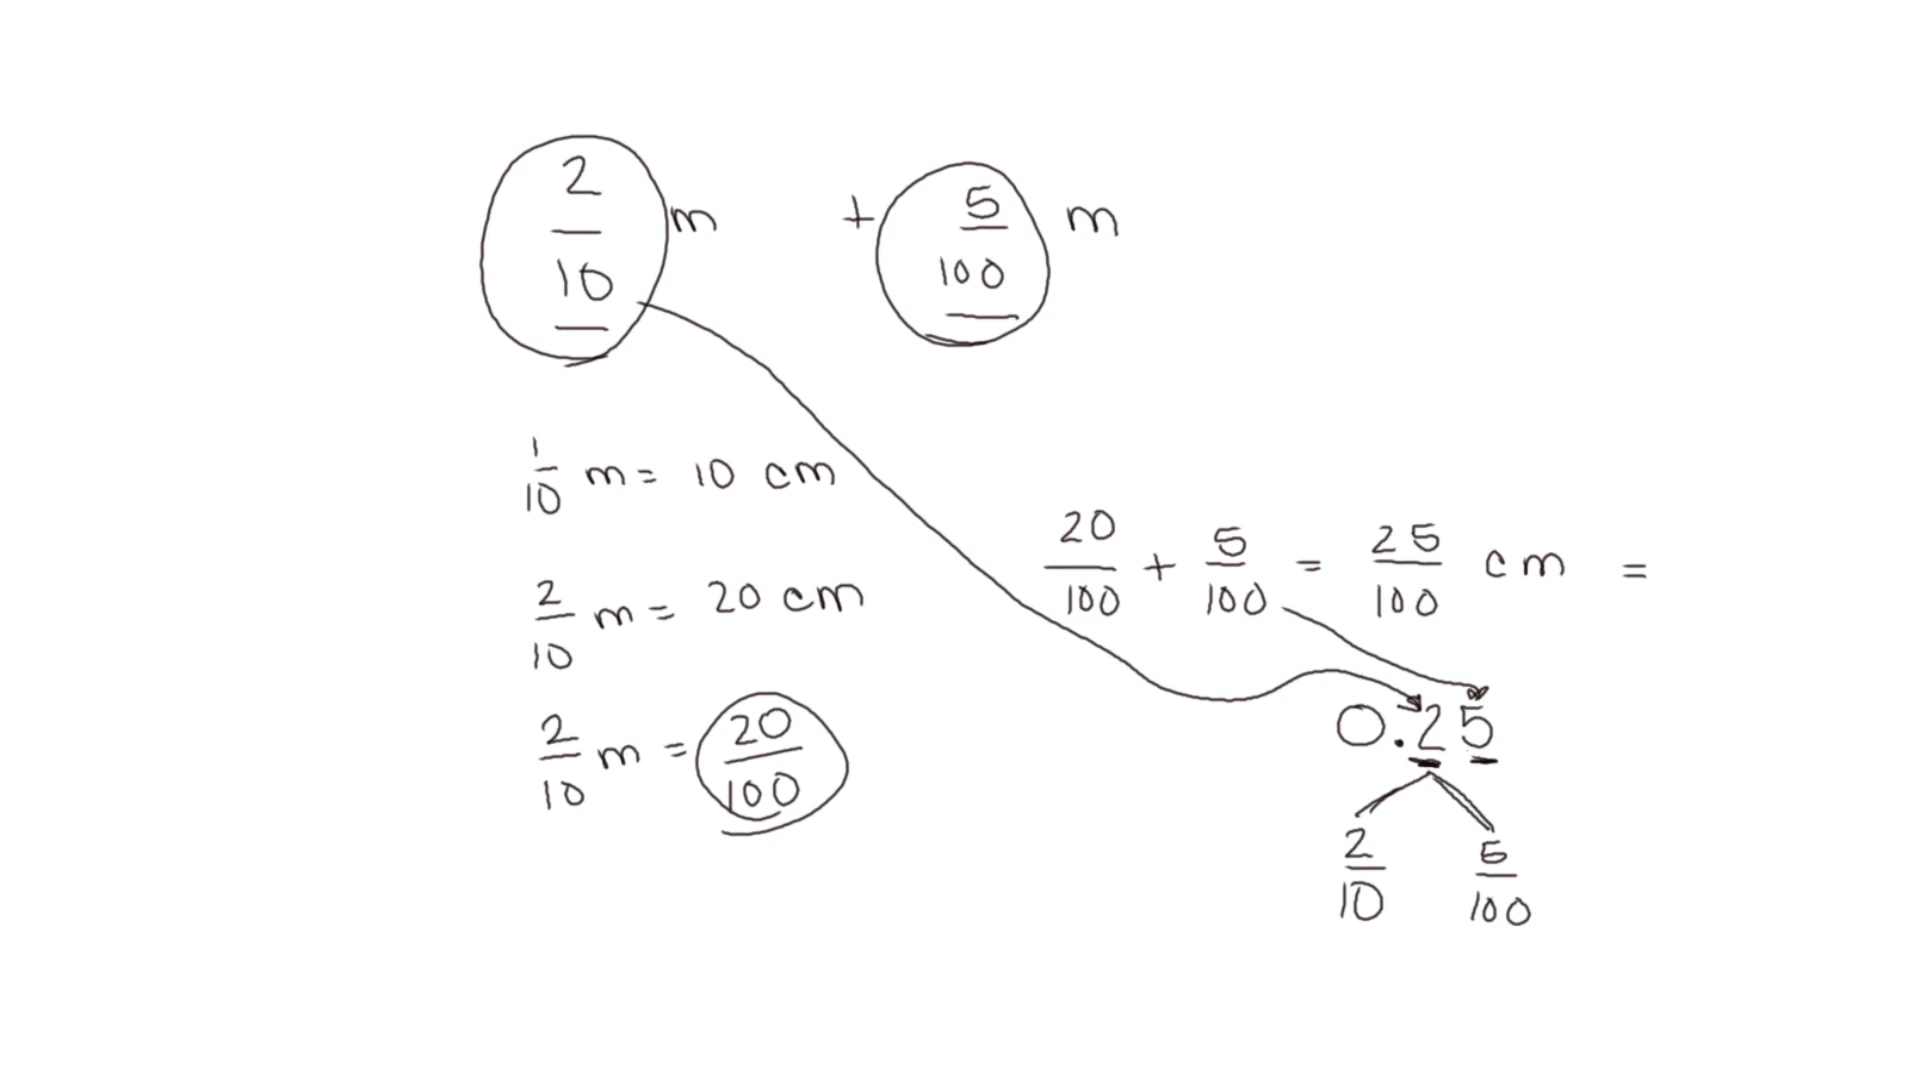 2/10 m + 5/100 m
1/10 m = 10 cm
2/10 m = 20 cm
2/10 m = 20/100
20/100 + 5/100 = 25/100 cm =
0.25
2/10 5/100